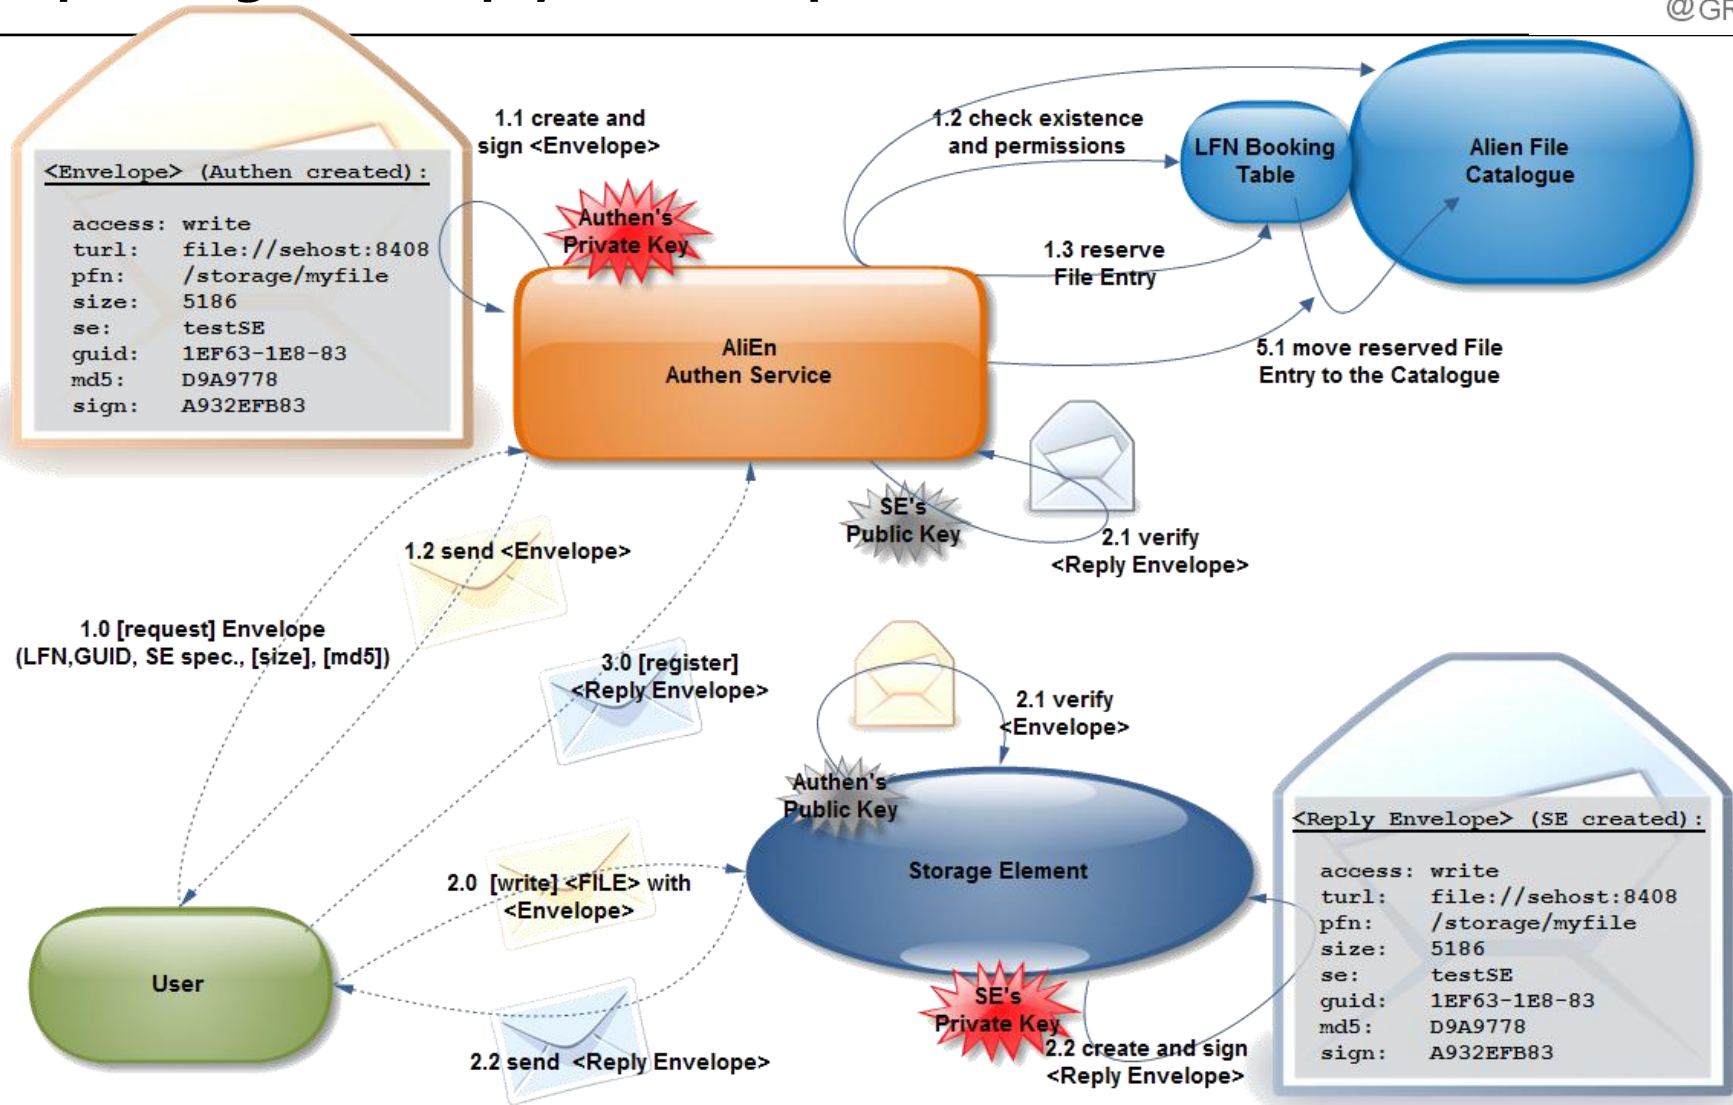 @GR
<Envelope> (Authen created):
access: write
turl: file://sehost:8408
pfn: /storage/myfile
size: 5186
se: testSE
guid: 1EF63-1E8-83
md5: D9A9778
sign: A932EFB83
1.1 create and
sign <Envelope>
Authen's
Private Key
1.2 check existence
and permissions
LFN Booking
Table
Alien File
Catalogue
1.3 reserve
File Entry
AliEn
Authen Service
5.1 move reserved File
Entry to the Catalogue
SE's
Public Key
2.1 verify
<Reply Envelope>
1.2 send <Envelope>
1.0 [request] Envelope
(LFN,GUID, SE spec., [size], [md5])
3.0 [register]
<Reply Envelope>
2.1 verify
<Envelope>
Authen's
Public Key
Storage Element
2.0 [write] <FILE> with
<Envelope>
User
2.2 send <Reply Envelope>
SE's
Private Key
2.2 create and sign
<Reply Envelope>
<Reply Envelope> (SE created):
access: write
turl: file://sehost:8408
pfn: /storage/myfile
size: 5186
se: testSE
guid: 1EF63-1E8-83
md5: D9A9778
sign: A932EFB83